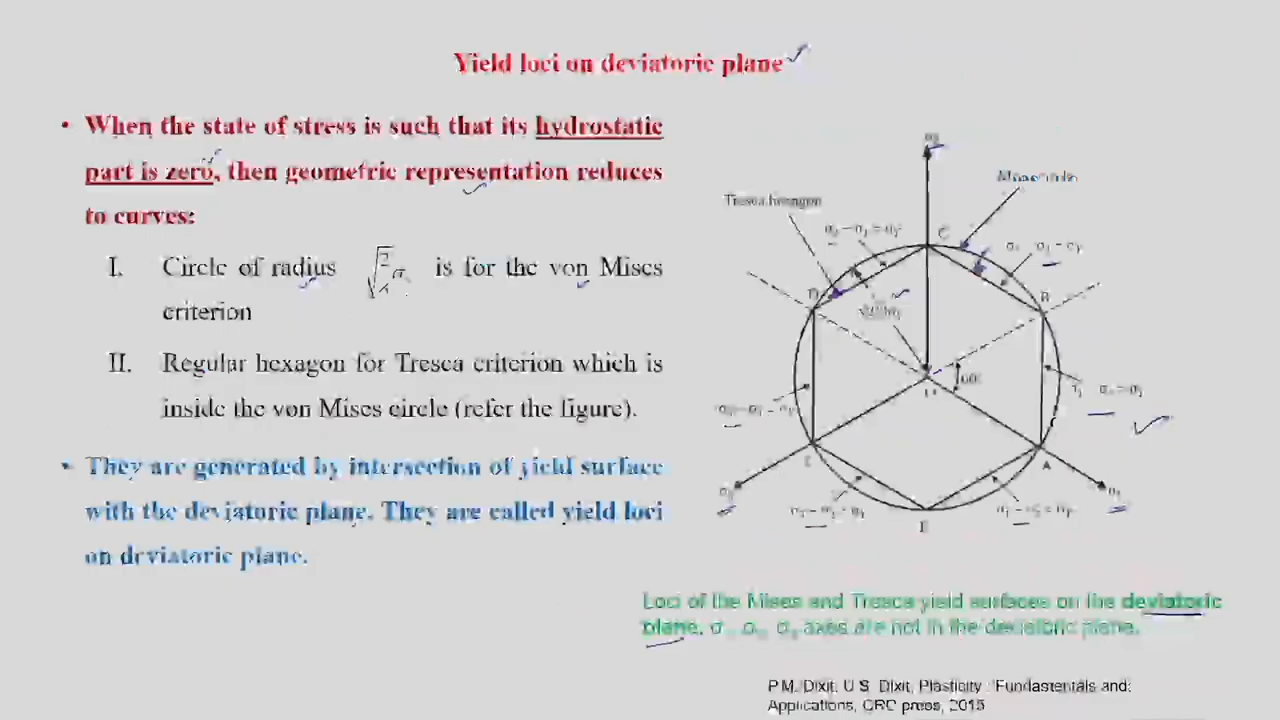 Yield loci on deviatoric plane
• When the state of stress is such that its hydrostatic
part is zero, then geometric representation reduces
to curves:
I. Circle of radius is for the von Mises
criterion
II. Regular hexagon for Tresca criterion which is
inside the von Mises circle (refer the figure).
• They are generated by intersection of yield surface
with the deviatoric plane. They are called yield loci
on deviatoric plane.
Tresca hexagon
C
B
A
Loci of the Mises and Tresca yield surfaces on the deviatoric
plane. axes are not in the deviatoric plane.
P.M. Dixit, U.S. Dixit, Plasticity : Fundamentals and
Applications, CRC press, 2015